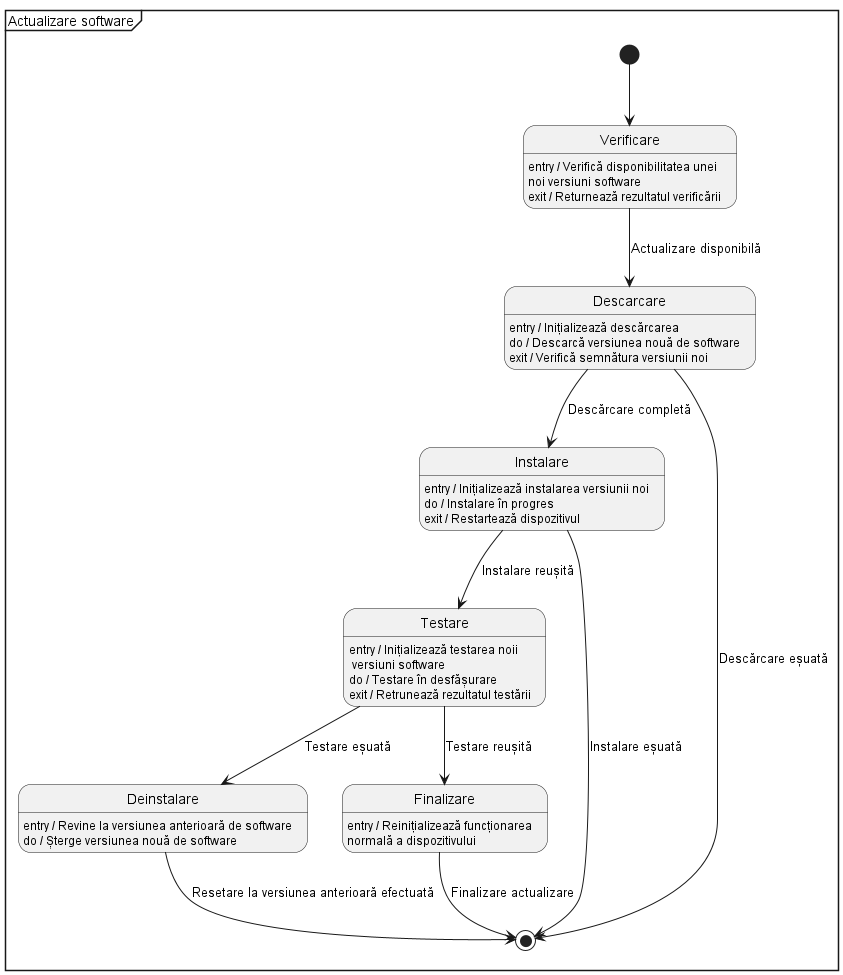 Actualizare software
Verificare
entry / Verifică disponibilitatea unei
noi versiuni software
exit / Returnează rezultatul verificării
Actualizare disponibilă
Descarcare
entry / Inițializează descărcarea
do / Descarcă versiunea nouă de software
exit / Verifică semnătura versiunii noi
Descărcare completă
Instalare
entry / Inițializează instalarea versiunii noi
do / Instalare în progres
exit / Restartează dispozitivul
Instalare reușită
Testare
entry / Inițializează testarea noii
versiuni software
do / Testare în desfășurare
exit / Retrunează rezultatul testării
Descărcare eșuată
Testare eșuată
Testare reușită
Instalare eșuată
Deinstalare
entry / Revine la versiunea anterioară de software
do / Șterge versiunea nouă de software
Finalizare
entry / Reinițializează funcționarea
normală a dispozitivului
Resetare la versiunea anterioară efectuată
Finalizare actualizare